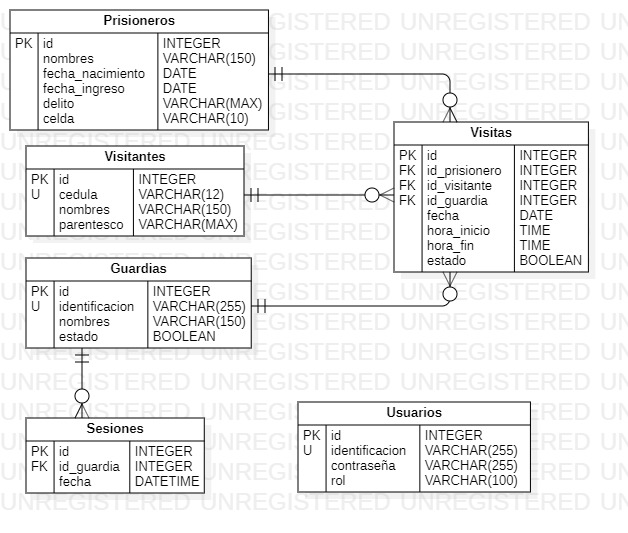 Prisioneros
PK id INTEGER
nombres VARCHAR(150)
fecha_nacimiento DATE
fecha_ingreso DATE
delito VARCHAR(MAX)
celda VARCHAR(10)
Visitas
PK id INTEGER
FK id_prisionero INTEGER
FK id_visitante INTEGER
FK id_guardia INTEGER
fecha DATE
hora_inicio TIME
hora_fin TIME
estado BOOLEAN
Visitantes
PK id INTEGER
U cedula VARCHAR(12)
nombres VARCHAR(150)
parentesco VARCHAR(MAX)
Guardias
PK id INTEGER
U identificacion VARCHAR(255)
nombres VARCHAR(150)
estado BOOLEAN
Sesiones
PK id INTEGER
FK id_guardia INTEGER
fecha DATETIME
Usuarios
PK id INTEGER
U identificacion VARCHAR(255)
contraseña VARCHAR(255)
rol VARCHAR(100)
UNREGISTERED